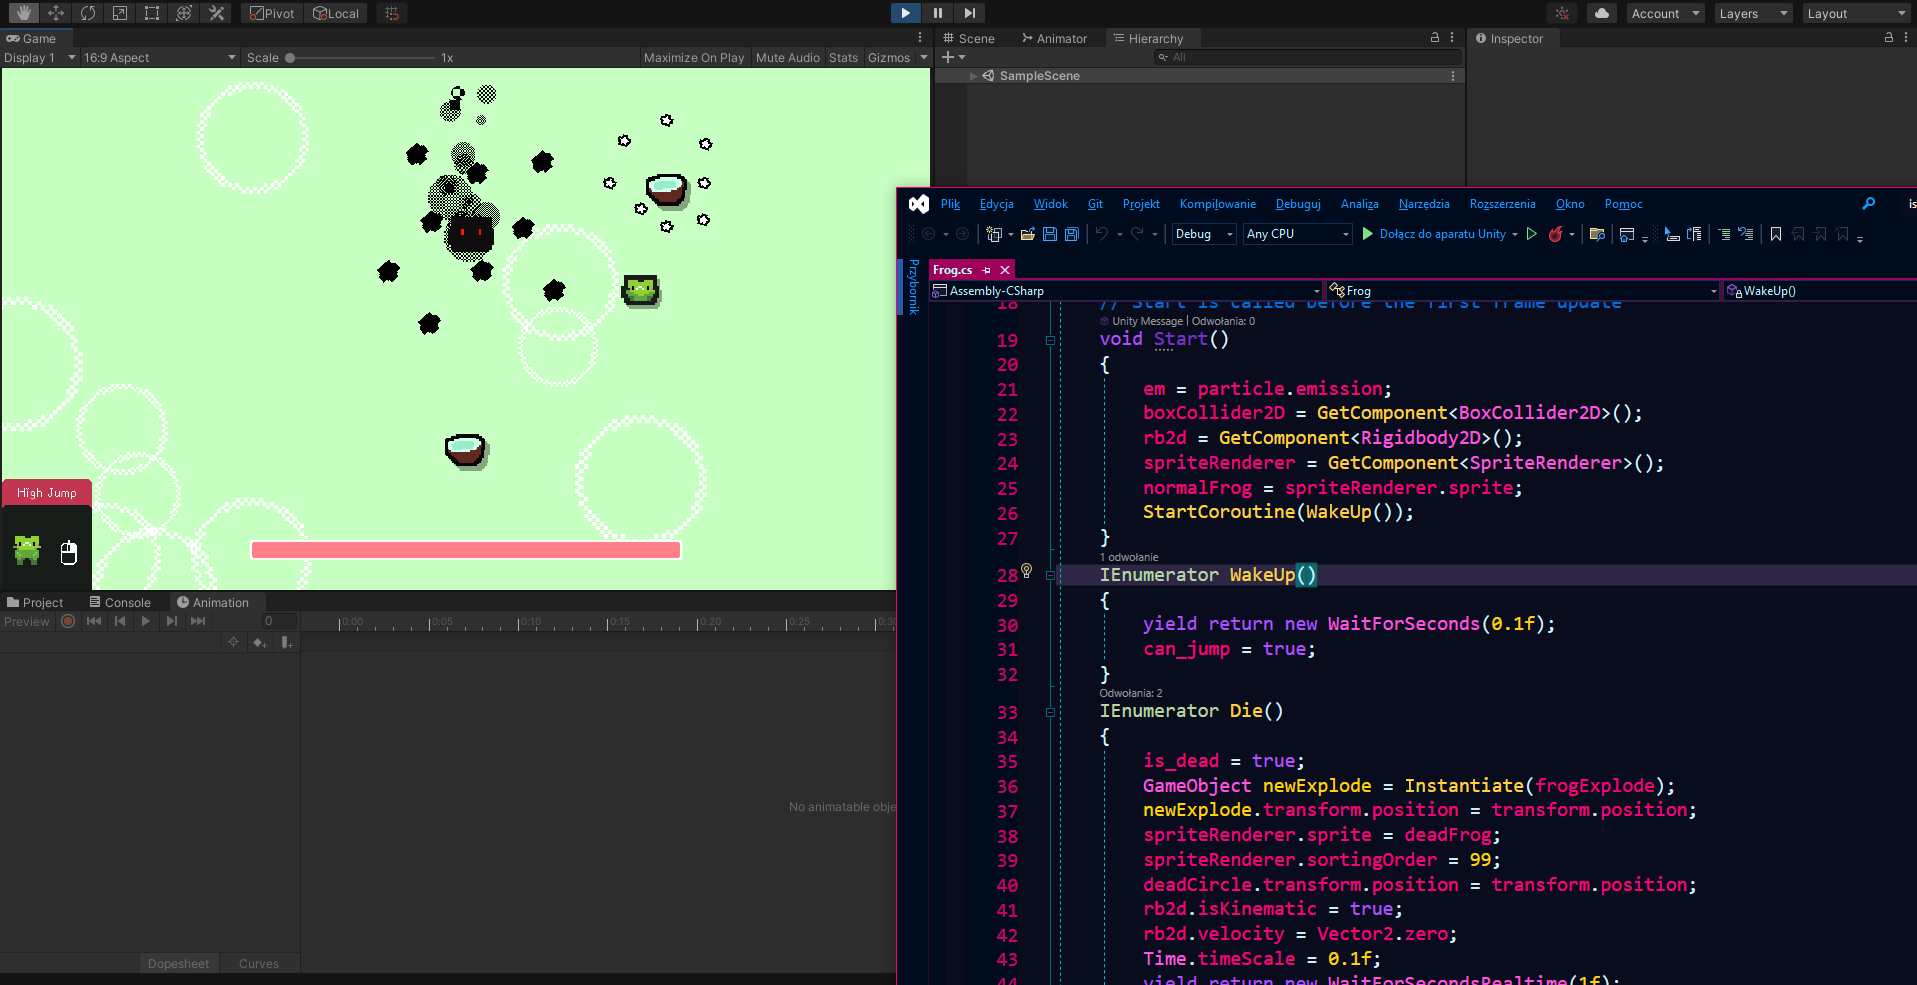 Pivot Local Account Layers Layout
Game
Display 1 16:9 Aspect Scale 1x Maximize On Play Mute Audio Stats Gizmos
Scene Animator Hierarchy
All
SampleScene
Inspector
High Jump
Project Console Animation
Preview 0 0:00 0:05 0:10 0:15 0:20 0:25 0:30
No animatable obje
Dopesheet Curves
Plik Edycja Widok Git Projekt Kompilowanie Debuguj Analiza Narzędzia Rozszerzenia Okno Pomoc is
Debug Any CPU Dołącz do aparatu Unity
Przybornik
Frog.cs
Assembly-CSharp Frog WakeUp()
18 // Start is called before the first frame update
Unity Message | Odwołania: 0
19 void Start()
20 {
21 em = particle.emission;
22 boxCollider2D = GetComponent<BoxCollider2D>();
23 rb2d = GetComponent<Rigidbody2D>();
24 spriteRenderer = GetComponent<SpriteRenderer>();
25 normalFrog = spriteRenderer.sprite;
26 StartCoroutine(WakeUp());
27 }
1 odwołanie
28 IEnumerator WakeUp()
29 {
30 yield return new WaitForSeconds(0.1f);
31 can_jump = true;
32 }
Odwołania: 2
33 IEnumerator Die()
34 {
35 is_dead = true;
36 GameObject newExplode = Instantiate(frogExplode);
37 newExplode.transform.position = transform.position;
38 spriteRenderer.sprite = deadFrog;
39 spriteRenderer.sortingOrder = 99;
40 deadCircle.transform.position = transform.position;
41 rb2d.isKinematic = true;
42 rb2d.velocity = Vector2.zero;
43 Time.timeScale = 0.1f;
44 yield return new WaitForSecondsRealtime(1f);